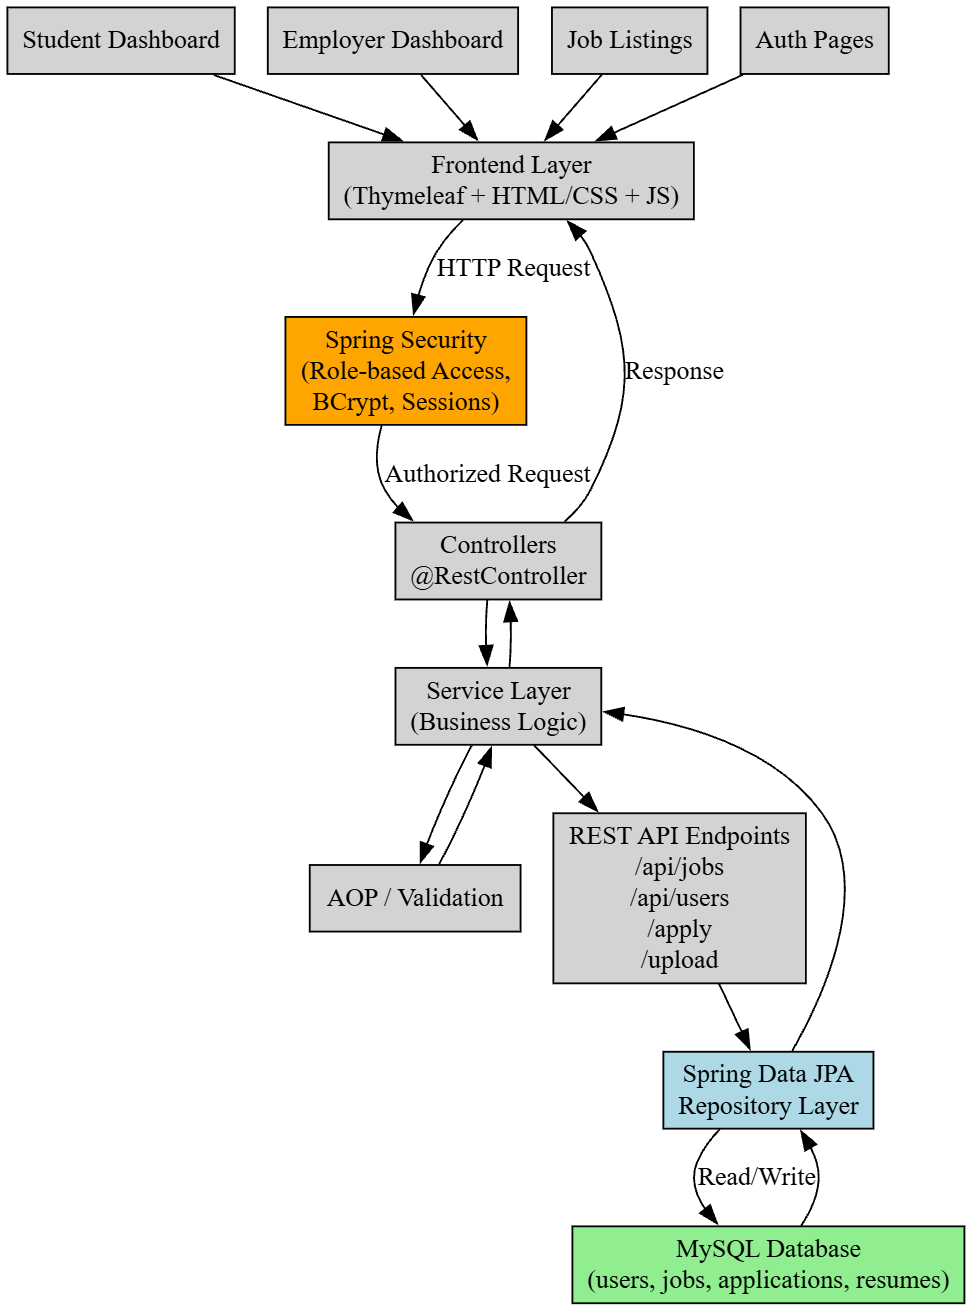 Student Dashboard
Employer Dashboard
Job Listings
Auth Pages
Frontend Layer
(Thymeleaf + HTML/CSS + JS)
HTTP Request
Spring Security
(Role-based Access,
BCrypt, Sessions)
Response
Authorized Request
Controllers
@RestController
Service Layer
(Business Logic)
REST API Endpoints
/api/jobs
/api/users
/apply
/upload
AOP / Validation
Spring Data JPA
Repository Layer
Read/Write
MySQL Database
(users, jobs, applications, resumes)